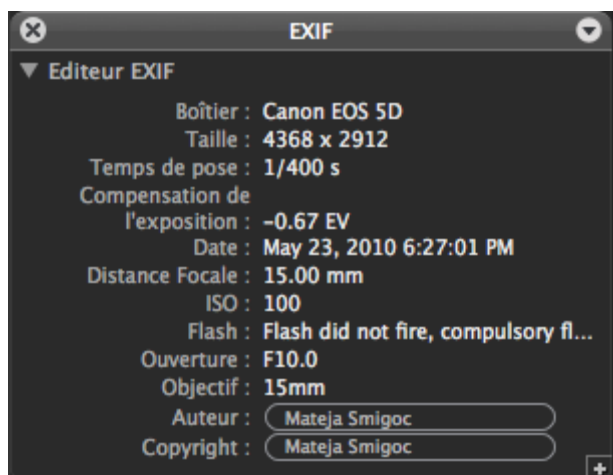 EXIF
Editeur EXIF
Boîtier : Canon EOS 5D
Taille : 4368 x 2912
Temps de pose : 1/400 s
Compensation de
l'exposition : -0.67 EV
Date : May 23, 2010 6:27:01 PM
Distance Focale : 15.00 mm
ISO : 100
Flash : Flash did not fire, compulsory fl...
Ouverture : F10.0
Objectif : 15mm
Auteur : Mateja Smigoc
Copyright : Mateja Smigoc